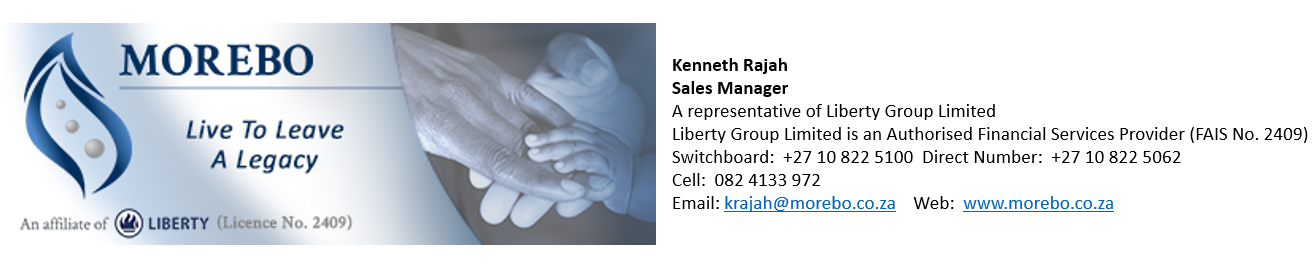 MOREBO
Live To Leave
A Legacy
An affiliate of LIBERTY (Licence No. 2409)
Kenneth Rajah
Sales Manager
A representative of Liberty Group Limited
Liberty Group Limited is an Authorised Financial Services Provider (FAIS No. 2409)
Switchboard:  +27 10 822 5100  Direct Number:  +27 10 822 5062
Cell:  082 4133 972
Email: krajah@morebo.co.za    Web:  www.morebo.co.za